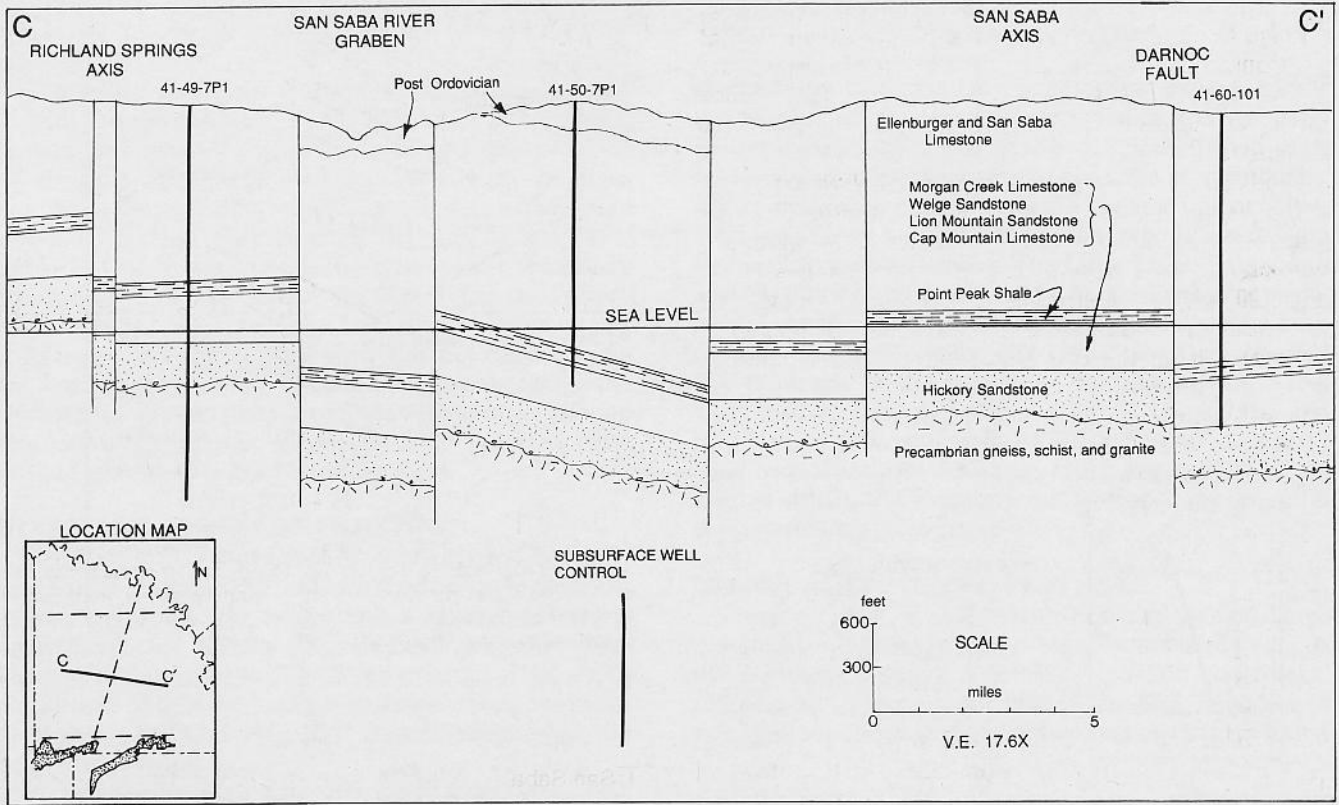 C
C'
RICHLAND SPRINGS
AXIS
SAN SABA RIVER
GRABEN
SAN SABA
AXIS
DARNOC
FAULT
41-49-7P1
Post Ordovician
41-50-7P1
41-60-101
Ellenburger and San Saba
Limestone
Morgan Creek Limestone
Welge Sandstone
Lion Mountain Sandstone
Cap Mountain Limestone
Point Peak Shale
SEA LEVEL
Hickory Sandstone
Precambrian gneiss, schist, and granite
LOCATION MAP
N
C
C'
SUBSURFACE WELL
CONTROL
feet
600
300
SCALE
miles
0
5
V.E. 17.6X